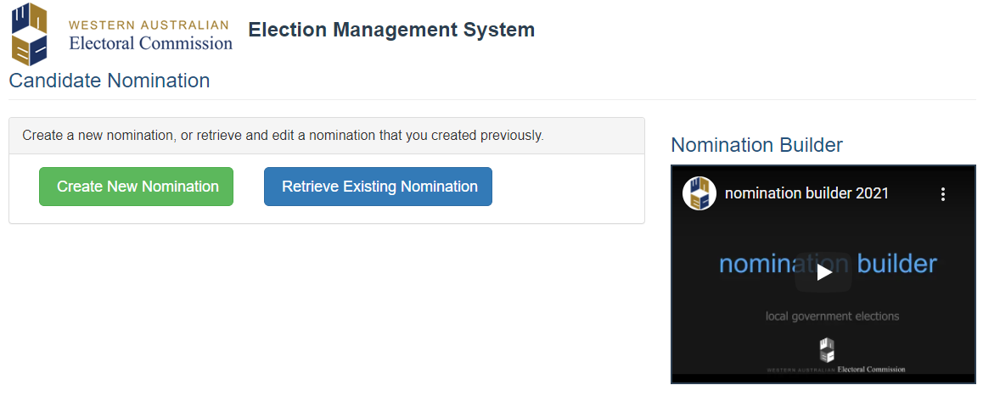 WESTERN AUSTRALIAN
Electoral Commission
Election Management System
Candidate Nomination
Create a new nomination, or retrieve and edit a nomination that you created previously.
Create New Nomination
Retrieve Existing Nomination
Nomination Builder
nomination builder 2021
nomination builder
local government elections
WESTERN AUSTRALIAN Electoral Commission